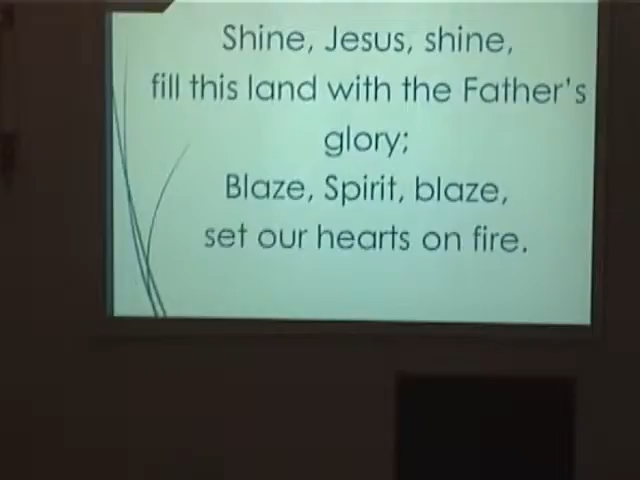 Shine, Jesus, shine,
fill this land with the Father's
glory;
Blaze, Spirit, blaze,
set our hearts on fire.